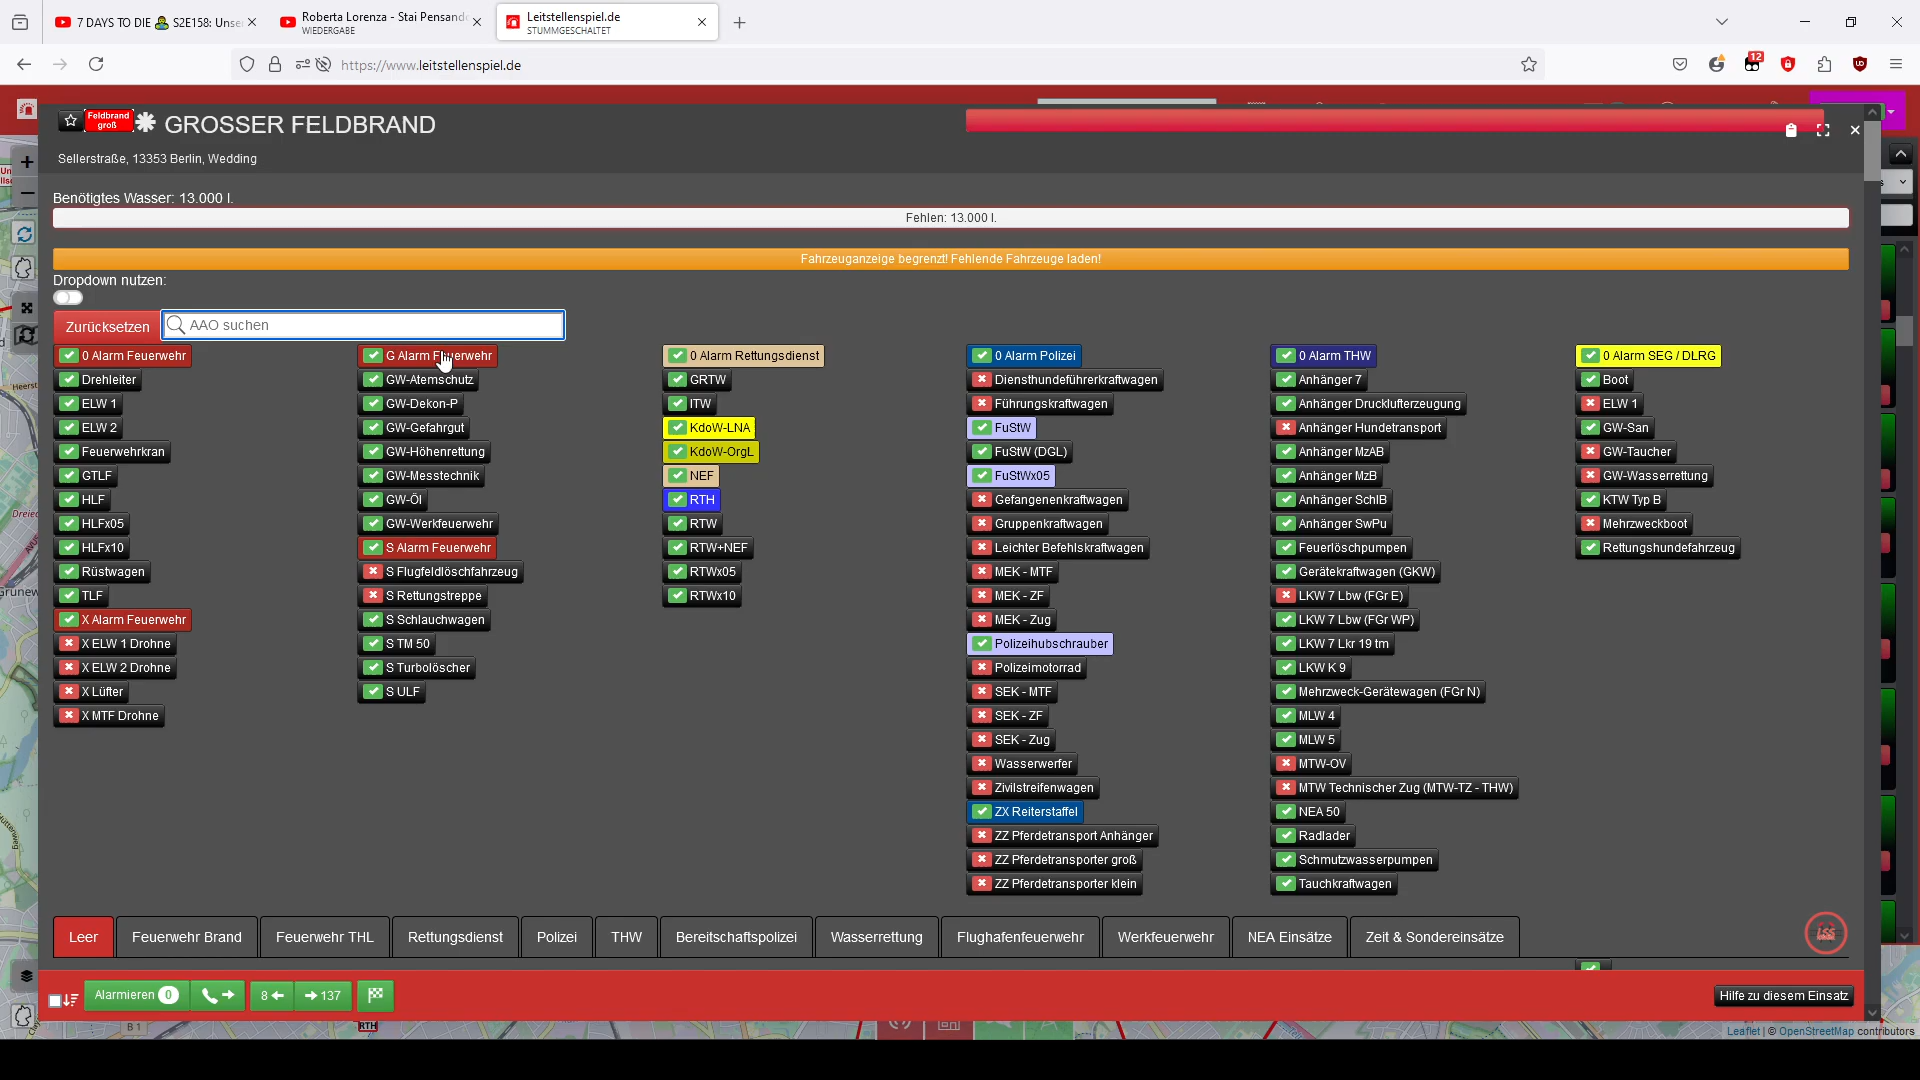 7 DAYS TO DIE S2E158: Unse
Roberta Lorenza - Stai Pensand
WIEDERGABE
Leitstellenspiel.de
STUMMGESCHALTET
https://www.leitstellenspiel.de
12
Feldbrand
groß
GROSSER FELDBRAND
Sellerstraße, 13353 Berlin, Wedding
Benötigtes Wasser: 13.000 l.
Fehlen: 13.000 l.
Fahrzeuganzeige begrenzt! Fehlende Fahrzeuge laden!
Dropdown nutzen:
Zurücksetzen
AAO suchen
0 Alarm Feuerwehr
Drehleiter
ELW 1
ELW 2
Feuerwehrkran
GTLF
HLF
HLFx05
HLFx10
Rüstwagen
TLF
X Alarm Feuerwehr
X ELW 1 Drohne
X ELW 2 Drohne
X Lüfter
X MTF Drohne
G Alarm Feuerwehr
GW-Atemschutz
GW-Dekon-P
GW-Gefahrgut
GW-Höhenrettung
GW-Messtechnik
GW-Öl
GW-Werkfeuerwehr
S Alarm Feuerwehr
S Flugfeldlöschfahrzeug
S Rettungstreppe
S Schlauchwagen
S TM 50
S Turbolöscher
S ULF
0 Alarm Rettungsdienst
GRTW
ITW
KdoW-LNA
KdoW-OrgL
NEF
RTH
RTW
RTW+NEF
RTWx05
RTWx10
0 Alarm Polizei
Diensthundeführerkraftwagen
Führungskraftwagen
FuStW
FuStW (DGL)
FuStWx05
Gefangenenkraftwagen
Gruppenkraftwagen
Leichter Befehlskraftwagen
MEK - MTF
MEK - ZF
MEK - Zug
Polizeihubschrauber
Polizeimotorrad
SEK - MTF
SEK - ZF
SEK - Zug
Wasserwerfer
Zivilstreifenwagen
ZX Reiterstaffel
ZZ Pferdetransport Anhänger
ZZ Pferdetransporter groß
ZZ Pferdetransporter klein
0 Alarm THW
Anhänger 7
Anhänger Drucklufterzeugung
Anhänger Hundetransport
Anhänger MzAB
Anhänger MzB
Anhänger SchlB
Anhänger SwPu
Feuerlöschpumpen
Gerätekraftwagen (GKW)
LKW 7 Lbw (FGr E)
LKW 7 Lbw (FGr WP)
LKW 7 Lkr 19 tm
LKW K 9
Mehrzweck-Gerätewagen (FGr N)
MLW 4
MLW 5
MTW-OV
MTW Technischer Zug (MTW-TZ - THW)
NEA 50
Radlader
Schmutzwasserpumpen
Tauchkraftwagen
0 Alarm SEG / DLRG
Boot
ELW 1
GW-San
GW-Taucher
GW-Wasserrettung
KTW Typ B
Mehrzweckboot
Rettungshundefahrzeug
Leer
Feuerwehr Brand
Feuerwehr THL
Rettungsdienst
Polizei
THW
Bereitschaftspolizei
Wasserrettung
Flughafenfeuerwehr
Werkfeuerwehr
NEA Einsätze
Zeit & Sondereinsätze
Alarmieren 0
8
137
Hilfe zu diesem Einsatz
B 1
RTH
Leaflet | © OpenStreetMap contributors